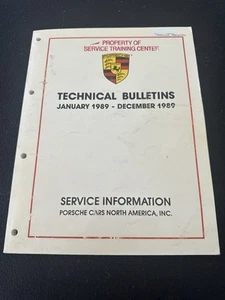 PROPERTY OF
SERVICE TRAINING CENTER
TECHNICAL BULLETINS
JANUARY 1989 - DECEMBER 1989
SERVICE INFORMATION
PORSCHE CARS NORTH AMERICA, INC.